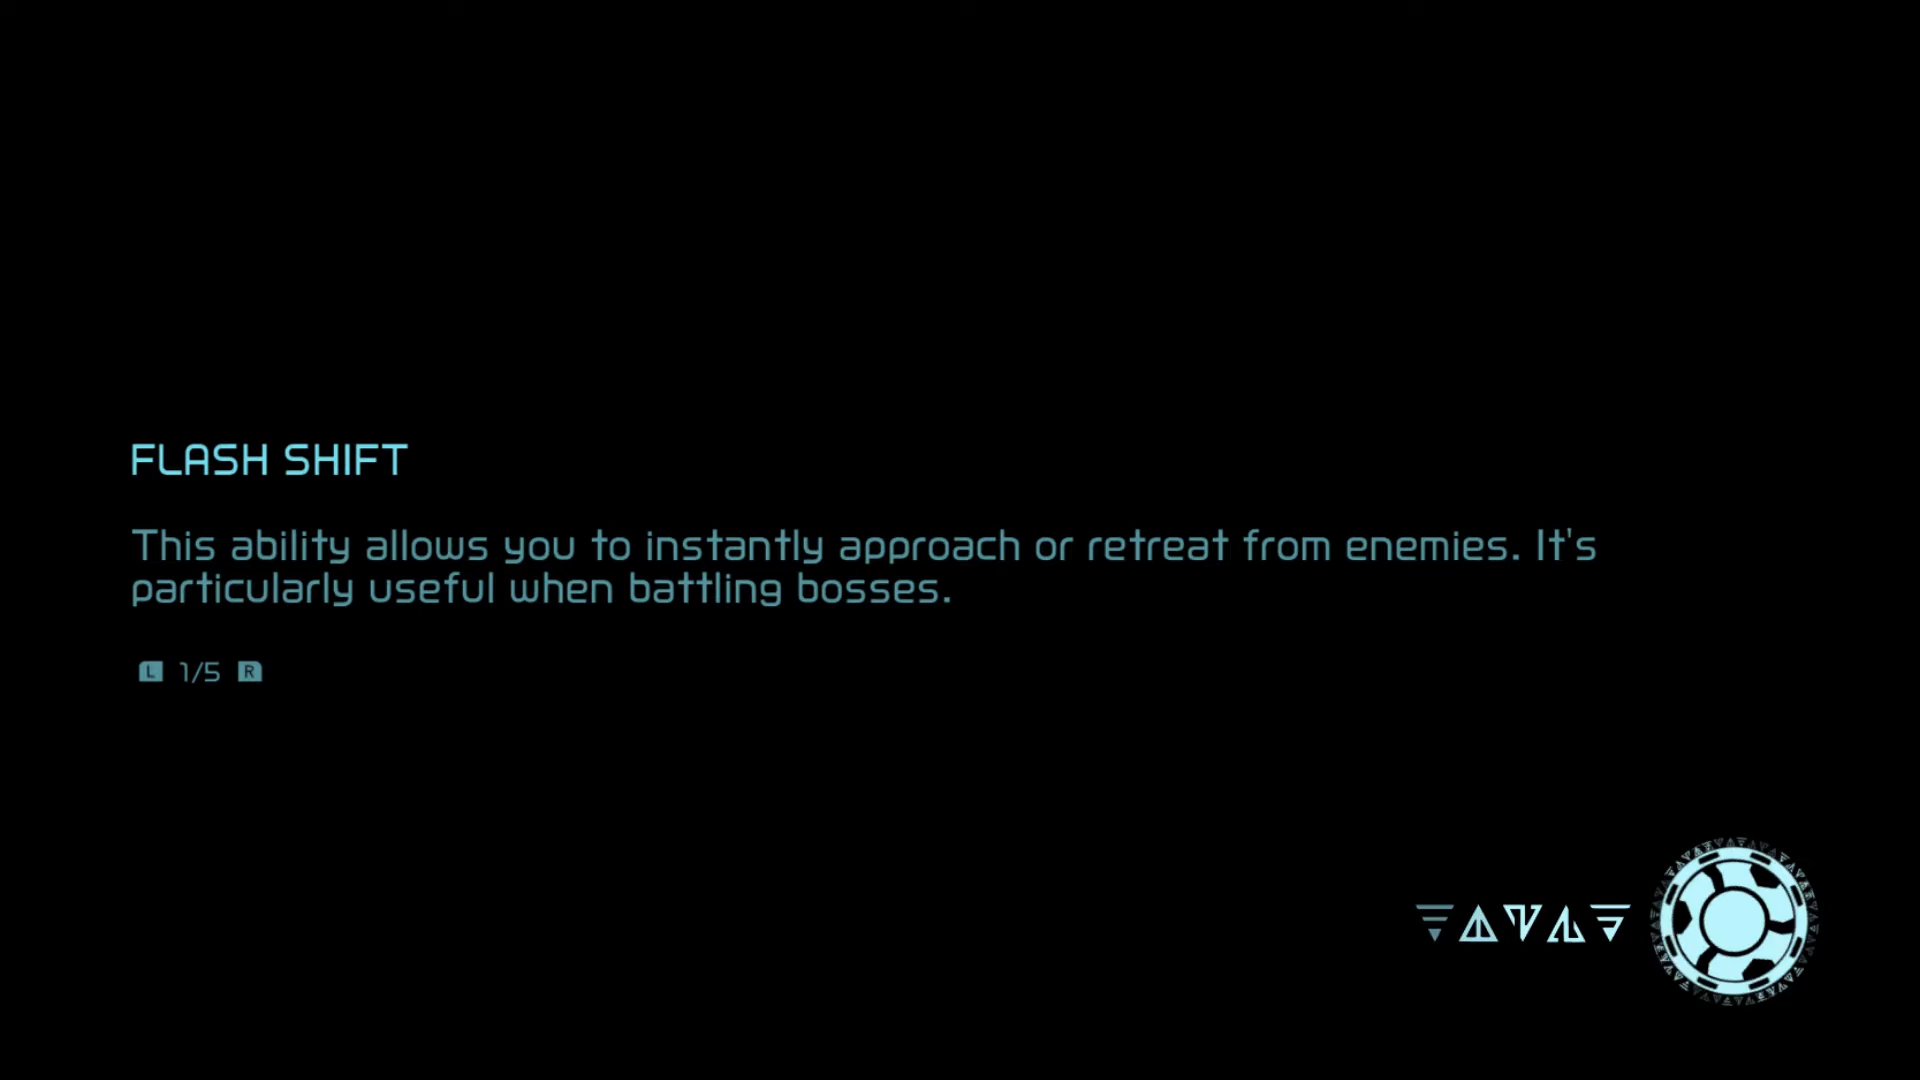 FLASH SHIFT
This ability allows you to instantly approach or retreat from enemies. It's
particularly useful when battling bosses.
L 1/5 R